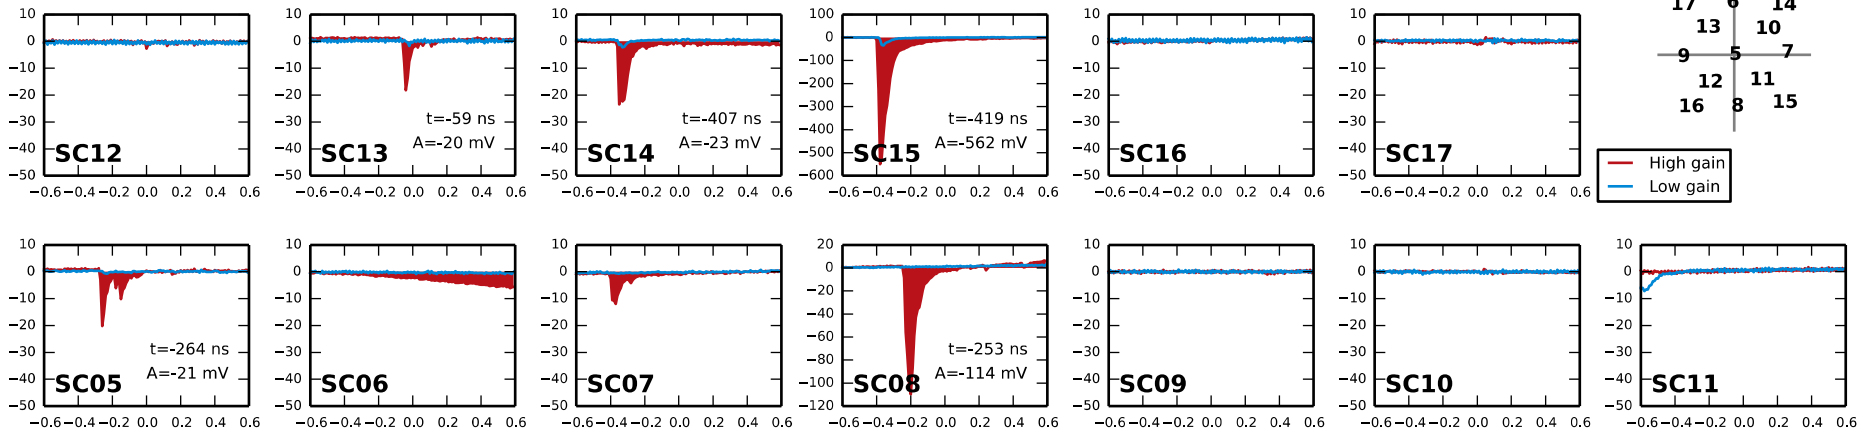 10
0
−10
−20
−30
−40
−50
SC12
−0.6 −0.4 −0.2 0.0 0.2 0.4 0.6
10
0
−10
−20
−30
−40
−50
t=-59 ns
A=-20 mV
SC13
−0.6 −0.4 −0.2 0.0 0.2 0.4 0.6
10
0
−10
−20
−30
−40
−50
t=-407 ns
A=-23 mV
SC14
−0.6 −0.4 −0.2 0.0 0.2 0.4 0.6
100
0
−100
−200
−300
−400
−500
−600
t=-419 ns
A=-562 mV
SC15
−0.6 −0.4 −0.2 0.0 0.2 0.4 0.6
10
0
−10
−20
−30
−40
−50
SC16
−0.6 −0.4 −0.2 0.0 0.2 0.4 0.6
10
0
−10
−20
−30
−40
−50
SC17
−0.6 −0.4 −0.2 0.0 0.2 0.4 0.6
17 6 14
13 10
9 5 7
12 11
16 8 15
High gain
Low gain
10
0
−10
−20
−30
−40
−50
t=-264 ns
A=-21 mV
SC05
−0.6 −0.4 −0.2 0.0 0.2 0.4 0.6
10
0
−10
−20
−30
−40
−50
SC06
−0.6 −0.4 −0.2 0.0 0.2 0.4 0.6
10
0
−10
−20
−30
−40
−50
SC07
−0.6 −0.4 −0.2 0.0 0.2 0.4 0.6
20
0
−20
−40
−60
−80
−100
−120
t=-253 ns
A=-114 mV
SC08
−0.6 −0.4 −0.2 0.0 0.2 0.4 0.6
10
0
−10
−20
−30
−40
−50
SC09
−0.6 −0.4 −0.2 0.0 0.2 0.4 0.6
10
0
−10
−20
−30
−40
−50
SC10
−0.6 −0.4 −0.2 0.0 0.2 0.4 0.6
10
0
−10
−20
−30
−40
−50
SC11
−0.6 −0.4 −0.2 0.0 0.2 0.4 0.6